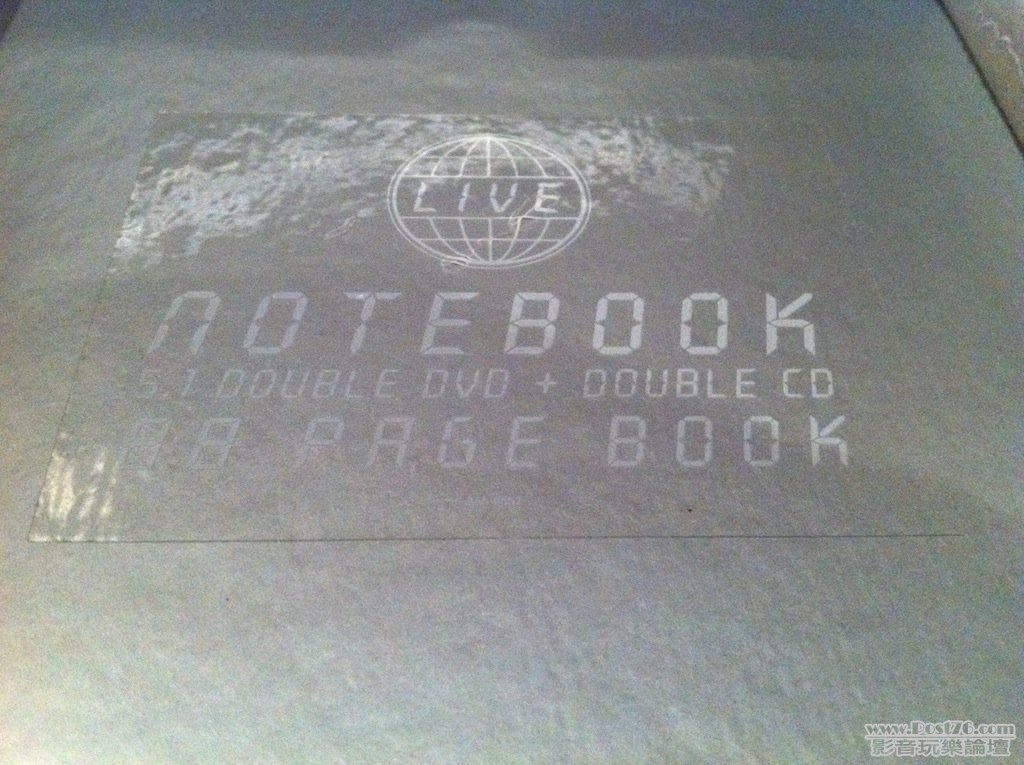 LIVE
NOTEBOOK
5.1 DOUBLE DVD + DOUBLE CD
PAGE BOOK
www.Post76.com
影音玩樂論壇